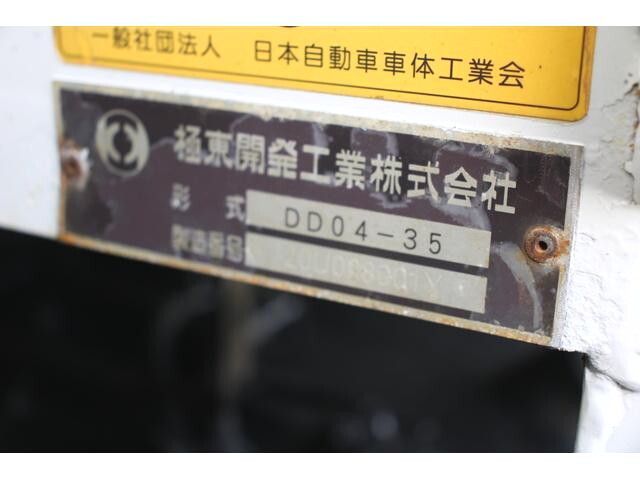 一般社団法人 日本自動車車体工業会
極東開発工業株式会社
形式 DD04-35
製造番号